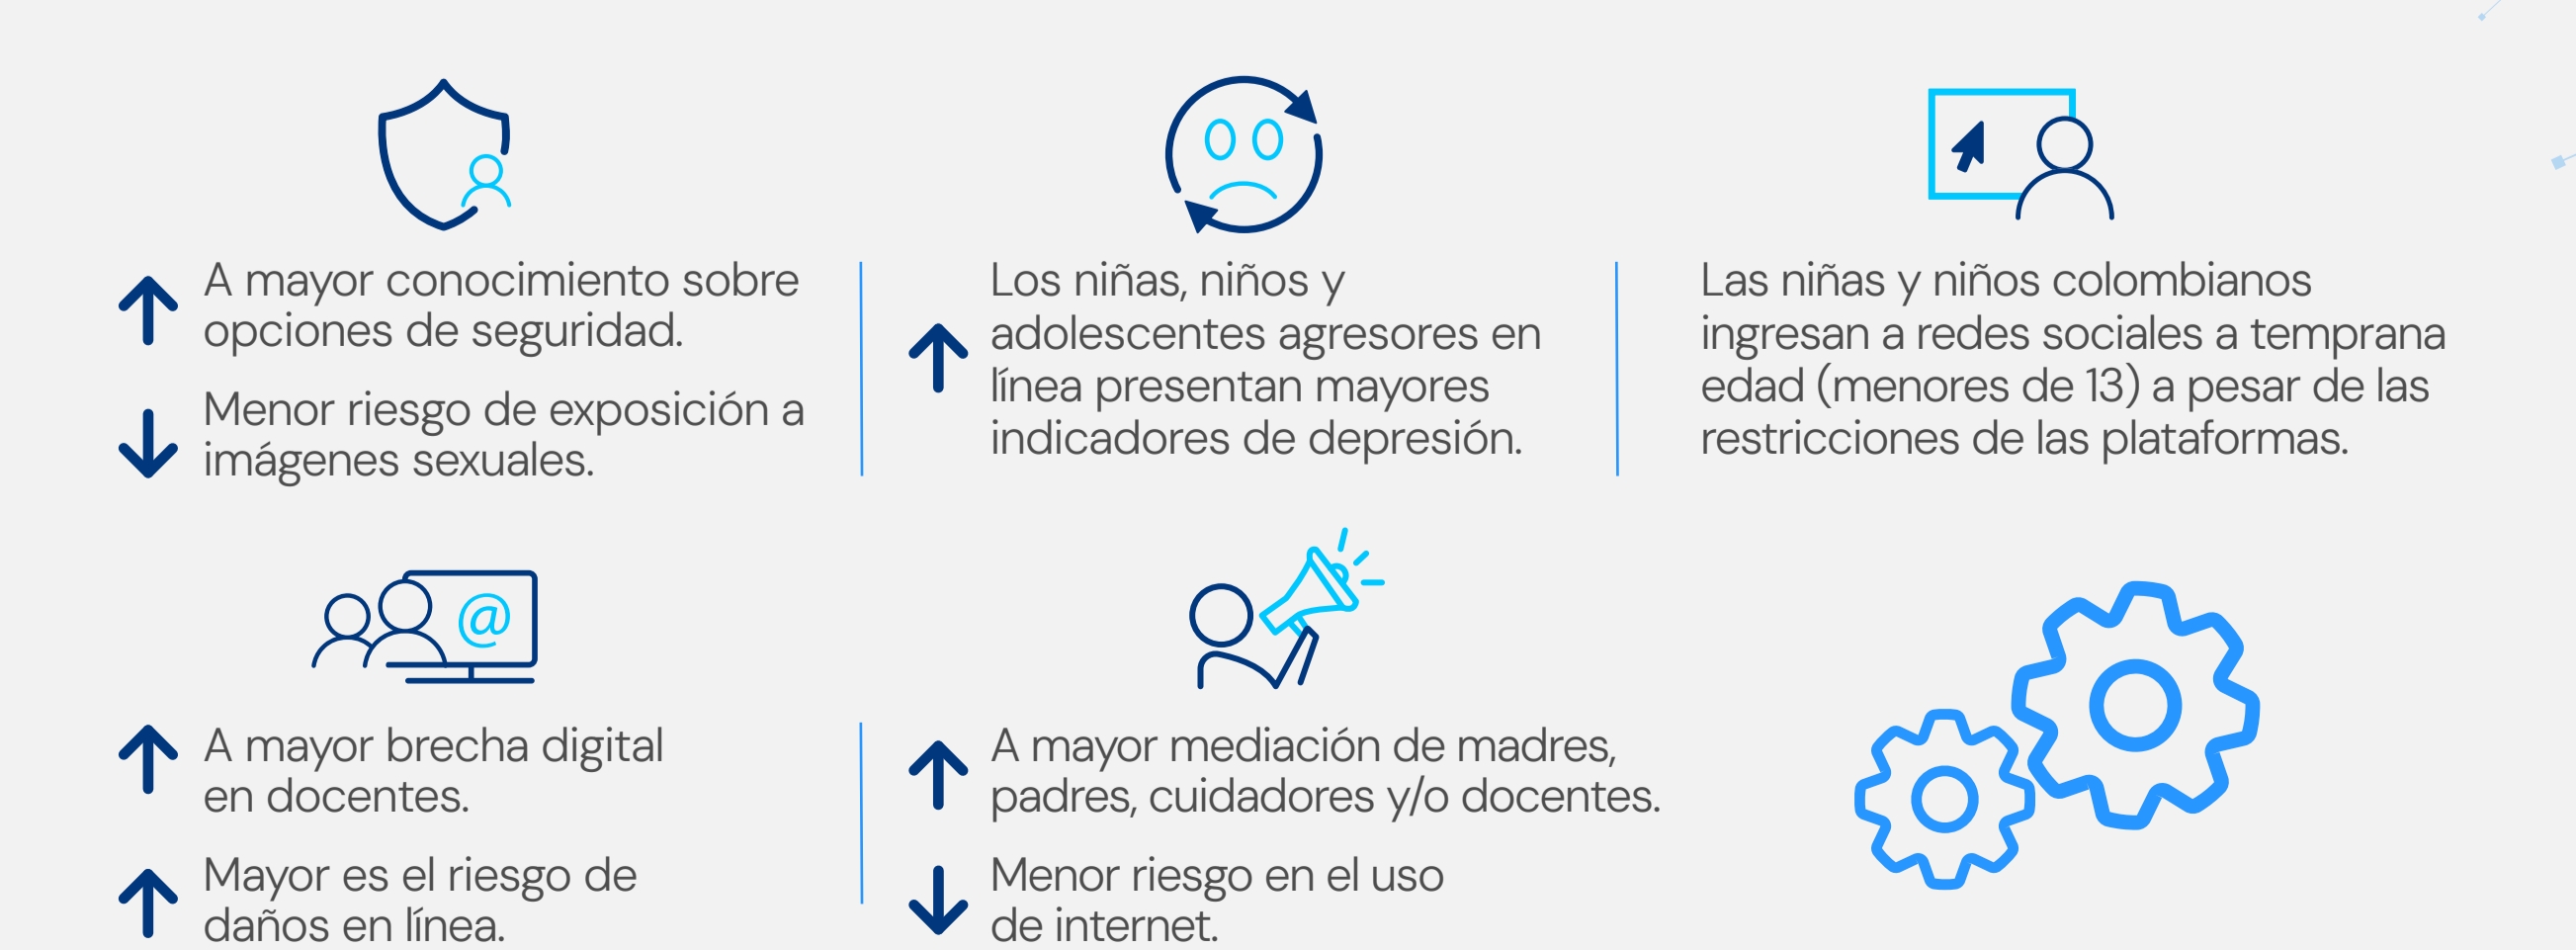 A mayor conocimiento sobre
opciones de seguridad.
Menor riesgo de exposición a
imágenes sexuales.
Los niñas, niños y
adolescentes agresores en
línea presentan mayores
indicadores de depresión.
Las niñas y niños colombianos
ingresan a redes sociales a temprana
edad (menores de 13) a pesar de las
restricciones de las plataformas.
@
A mayor brecha digital
en docentes.
Mayor es el riesgo de
daños en línea.
A mayor mediación de madres,
padres, cuidadores y/o docentes.
Menor riesgo en el uso
de internet.